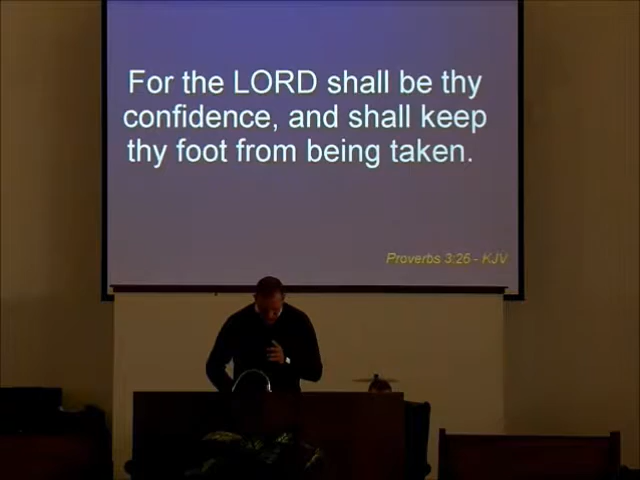 For the LORD shall be thy
confidence, and shall keep
thy foot from being taken.
Proverbs 3:26 - KJV